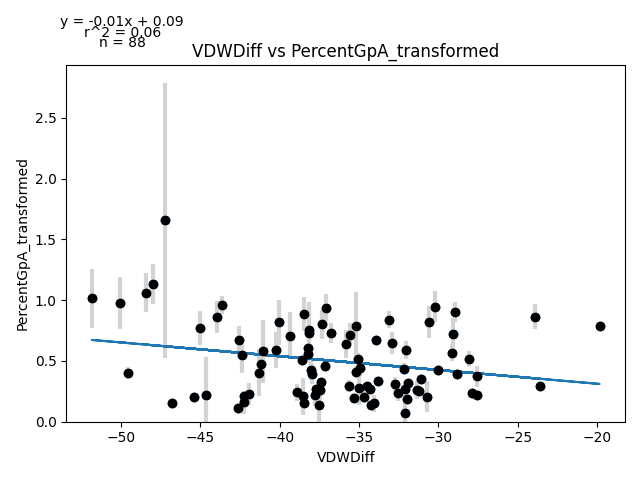 y = -0.01x + 0.09
r^2 = 0.06
n = 88
VDWDiff vs PercentGpA_transformed
PercentGpA_transformed
2.5
2.0
1.5
1.0
0.5
0.0
−50
−45
−40
−35
−30
−25
−20
VDWDiff